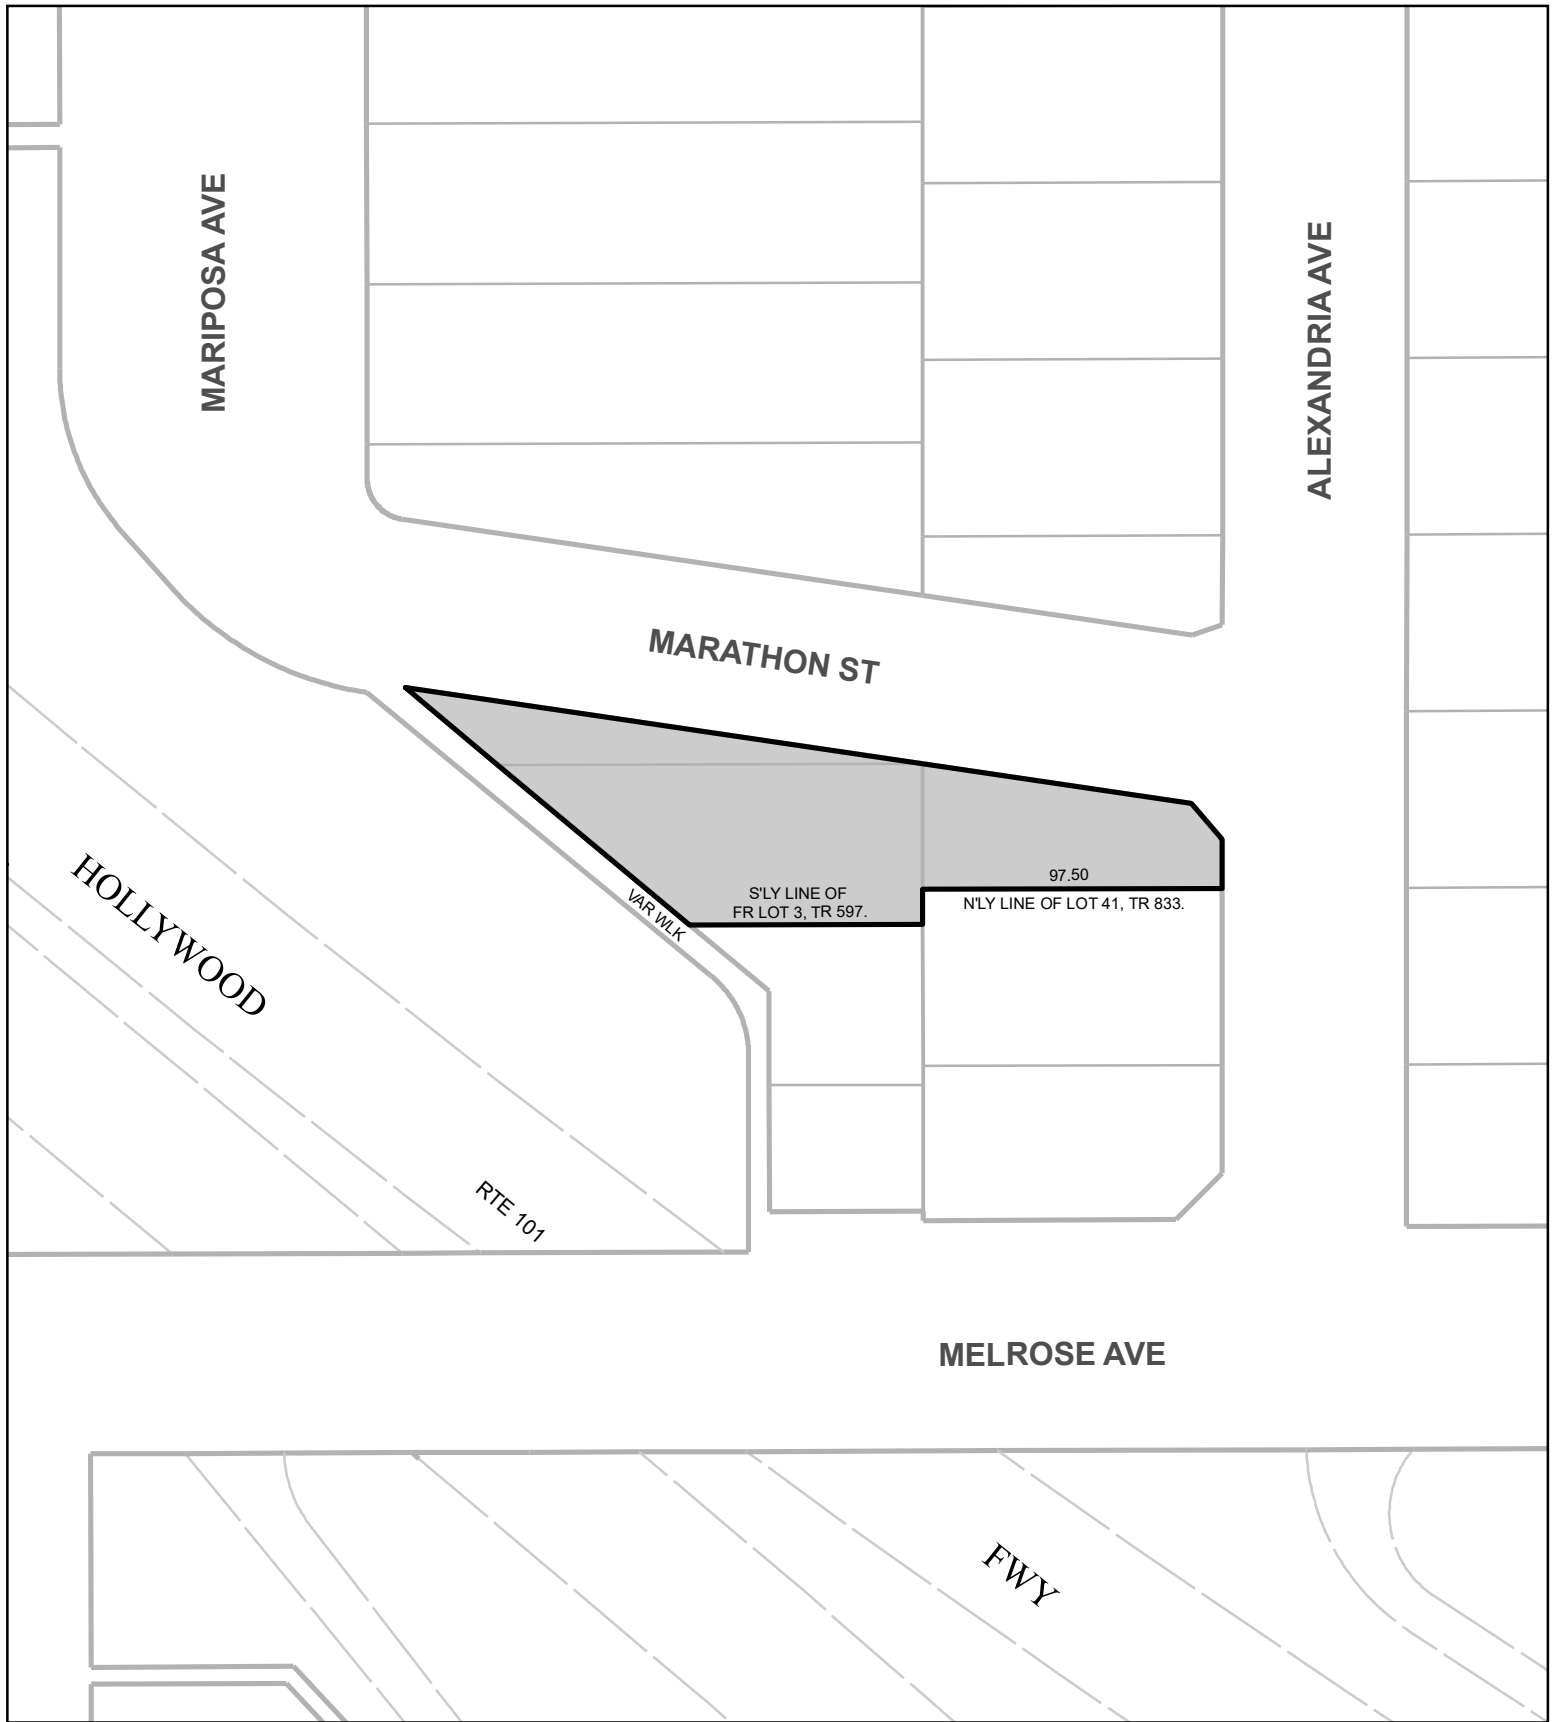 MARIPOSA AVE
ALEXANDRIA AVE
MARATHON ST
HOLLYWOOD
VAR WLK
S'LY LINE OF
FR LOT 3, TR 597.
97.50
N'LY LINE OF LOT 41, TR 833.
RTE 101
MELROSE AVE
FWY